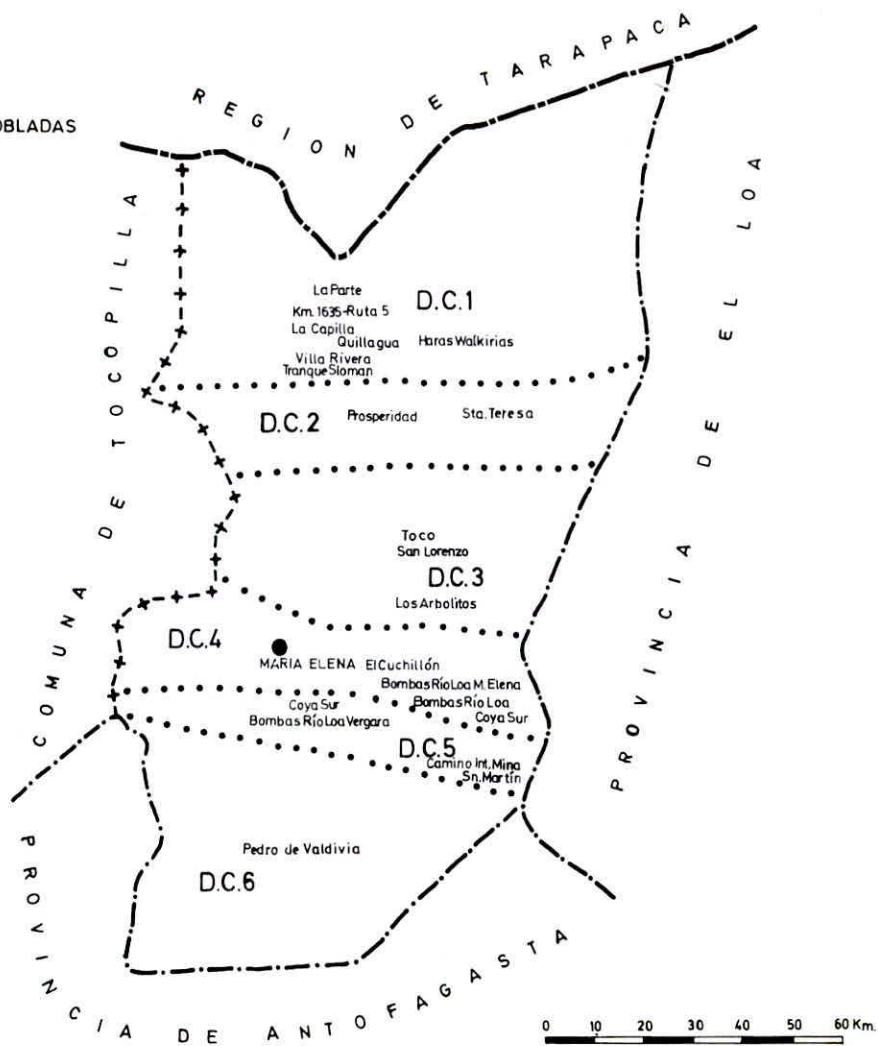 REGION DE TARAPACA
OBLADAS
COMUNA DE TOCOPILLA
PROVINCIA DE EL LOA
La Parte
D.C.1
Km. 1635-Ruta 5
La Capilla
Quillagua
Haras Walkirias
Villa Rivera
Tranque Sloman
D.C.2
Prosperidad
Sta. Teresa
Toco
San Lorenzo
D.C.3
Los Arbolitos
D.C.4
MARIA ELENA
El Cuchillón
Bombas Río Loa M. Elena
Coya Sur
Bombas Río Loa
Bombas Río Loa Vergara
Coya Sur
D.C.5
Camino Int. Mina
Sn. Martín
Pedro de Valdivia
D.C.6
PROVINCIA DE ANTOFAGASTA
0 10 20 30 40 50 60 Km.